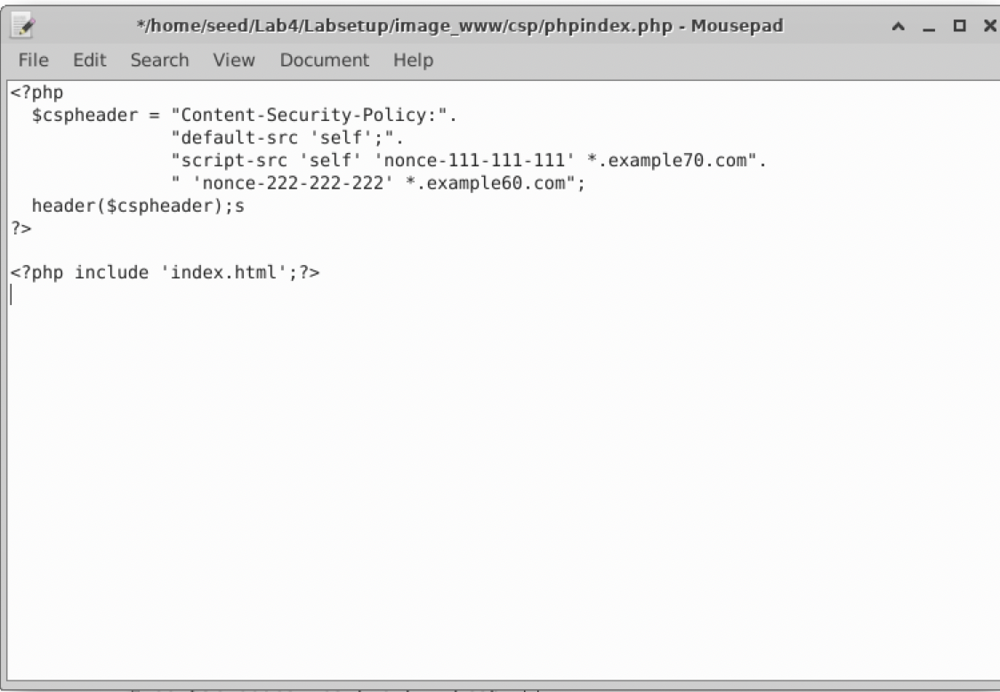 */home/seed/Lab4/Labsetup/image_www/csp/phpindex.php - Mousepad
File Edit Search View Document Help
<?php
  $cspheader = "Content-Security-Policy:".
               "default-src 'self';".
               "script-src 'self' 'nonce-111-111-111' *.example70.com".
               " 'nonce-222-222-222' *.example60.com";
  header($cspheader);s
?>

<?php include 'index.html';?>